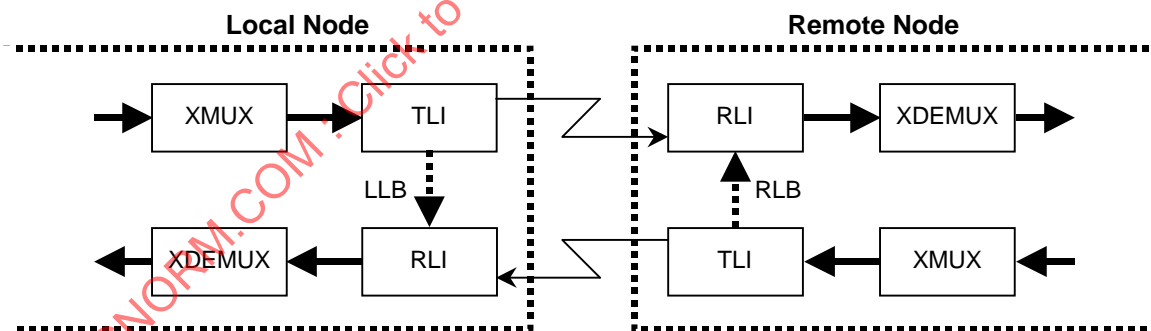 Local Node
Remote Node
XMUX
TLI
RLI
XDEMUX
LLB
RLB
XDEMUX
RLI
TLI
XMUX
NORM.COM : Click to